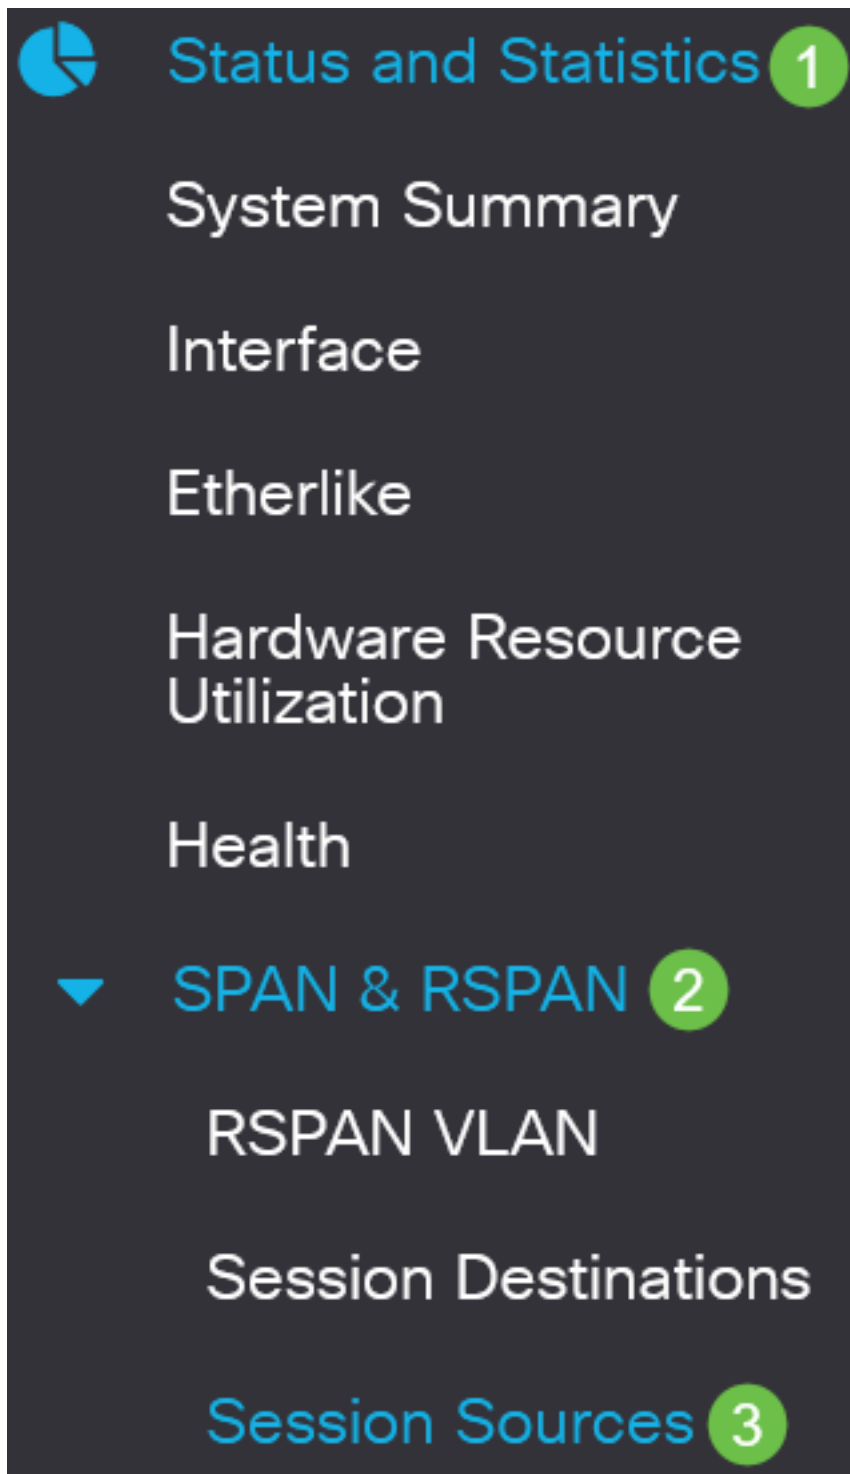 Status and Statistics 1
System Summary
Interface
Etherlike
Hardware Resource
Utilization
Health
SPAN & RSPAN 2
RSPAN VLAN
Session Destinations
Session Sources 3